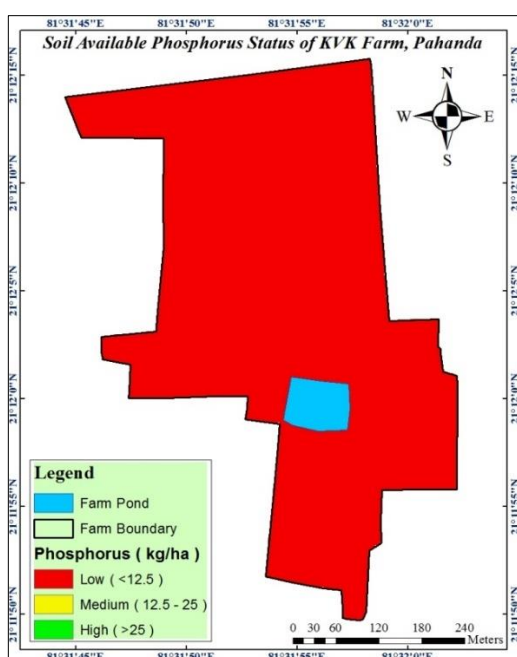 81°31'45"E 81°31'50"E 81°31'55"E 81°32'0"E
Soil Available Phosphorus Status of KVK Farm, Pahanda
N
W E
S
21°12'15"N 21°12'15"N
21°12'10"N 21°12'10"N
21°12'5"N 21°12'5"N
21°12'0"N 21°12'0"N
21°11'55"N 21°11'55"N
21°11'50"N 21°11'50"N
Legend
Farm Pond
Farm Boundary
Phosphorus ( kg/ha )
Low ( <12.5 )
Medium ( 12.5 - 25 )
High ( >25 )
0 30 60 120 180 240
Meters
81°31'45"E 81°31'50"E 81°31'55"E 81°32'0"E